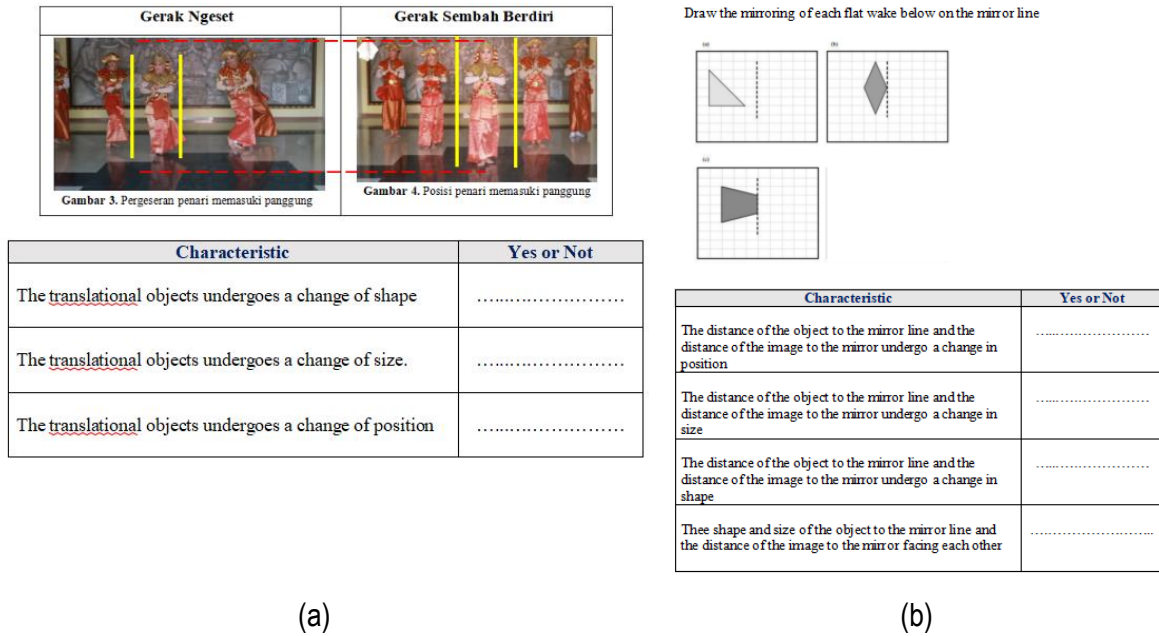 Gerak Ngeset
Gerak Sembah Berdiri
Gambar 3. Pergeseran penari memasuki panggung
Gambar 4. Posisi penari memasuki panggung
Characteristic
Yes or Not
The translational objects undergoes a change of shape
…………………………
The translational objects undergoes a change of size.
…………………………
The translational objects undergoes a change of position
…………………………
(a)
Draw the mirroring of each flat wake below on the mirror line
(a)
(b)
(c)
Characteristic
Yes or Not
The distance of the object to the mirror line and the
distance of the image to the mirror undergo a change in
position
…………………………
The distance of the object to the mirror line and the
distance of the image to the mirror undergo a change in
size
…………………………
The distance of the object to the mirror line and the
distance of the image to the mirror undergo a change in
shape
…………………………
Thee shape and size of the object to the mirror line and
the distance of the image to the mirror facing each other
…………………………..
(b)